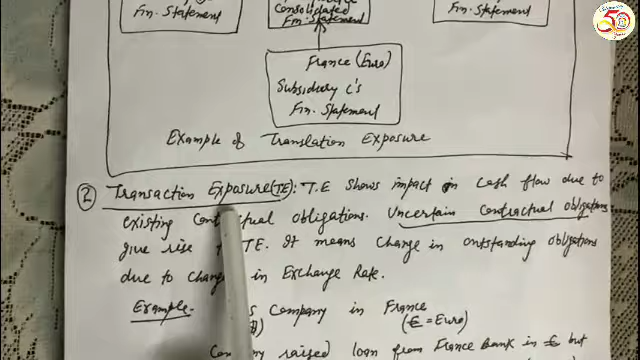 Fin. Statement
Consolidated
Fin. Statement
Fin. Statement
France (Euro)
Subsidiary C's
Fin. Statement
Example of Translation Exposure
② Transaction Exposure (TE): T.E shows impact in cash flow due to
existing Contractual obligations. Uncertain Contractual obligations
give rise TE. It means Change in outstanding obligations
due to Change in Exchange Rate.
Example. Company in France
(€ = Euro)
raised loan from France Bank in € but
50